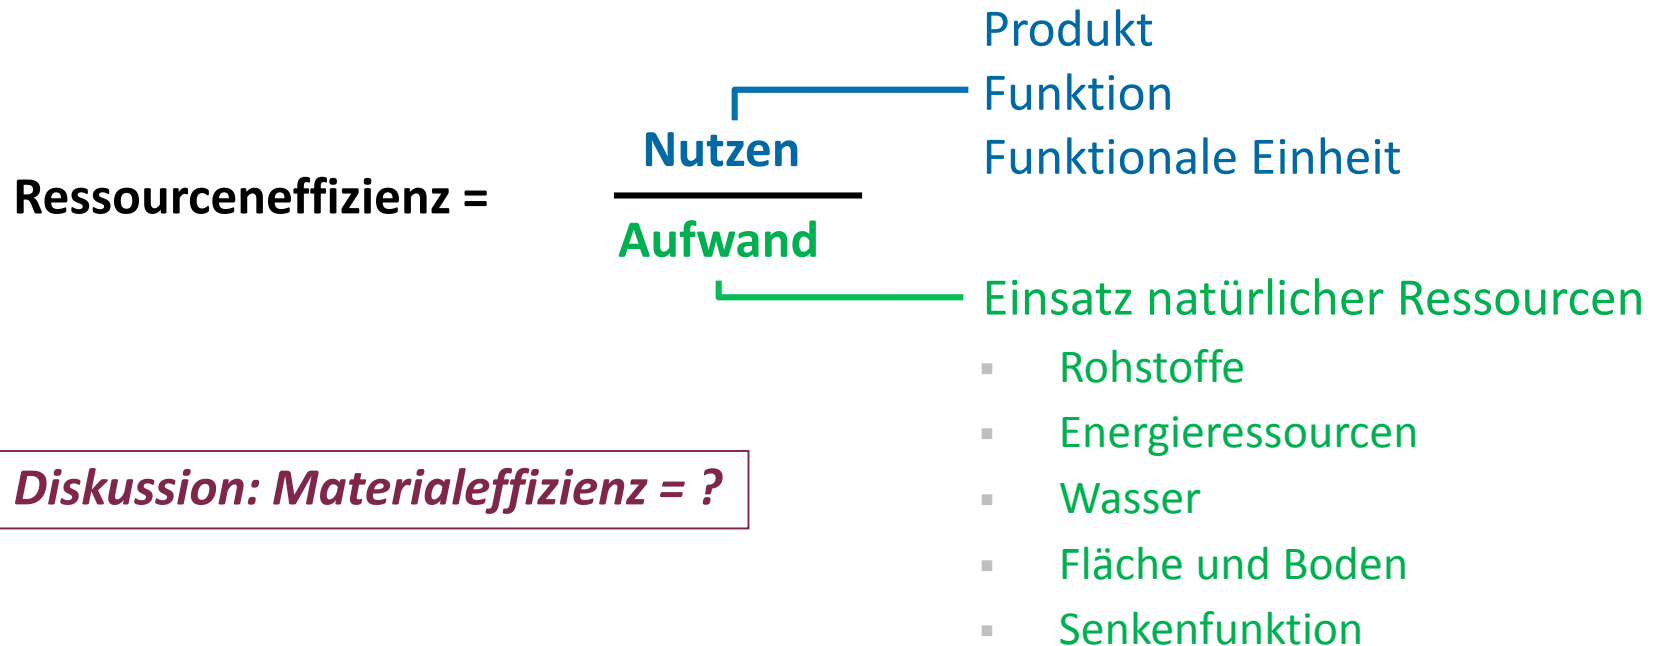 Produkt
Funktion
Funktionale Einheit
Nutzen
Ressourceneffizienz =
Aufwand
Einsatz natürlicher Ressourcen
▪ Rohstoffe
▪ Energieressourcen
▪ Wasser
▪ Fläche und Boden
▪ Senkenfunktion
Diskussion: Materialeffizienz = ?